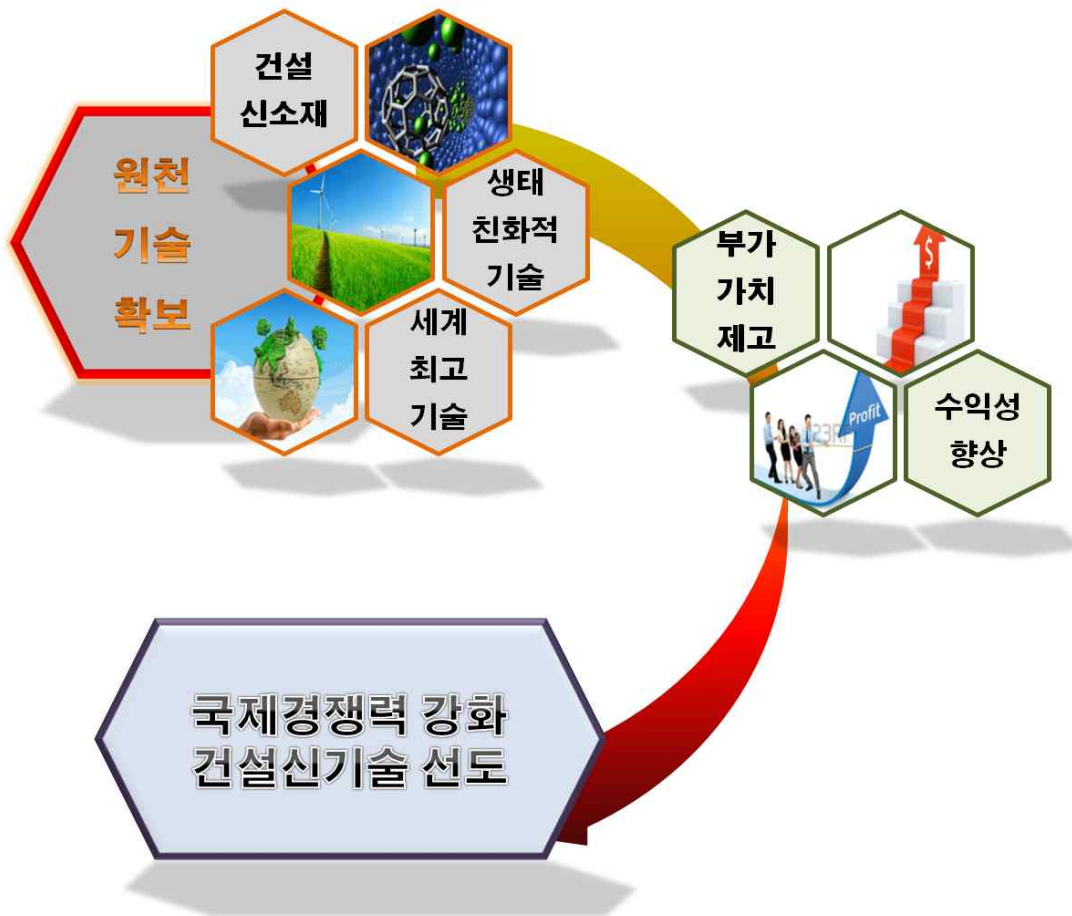 원천
기술
확보
건설
신소재
생태
친화적
기술
세계
최고
기술
부가
가치
제고
$
Profit
수익성
향상
국제경쟁력 강화
건설신기술 선도